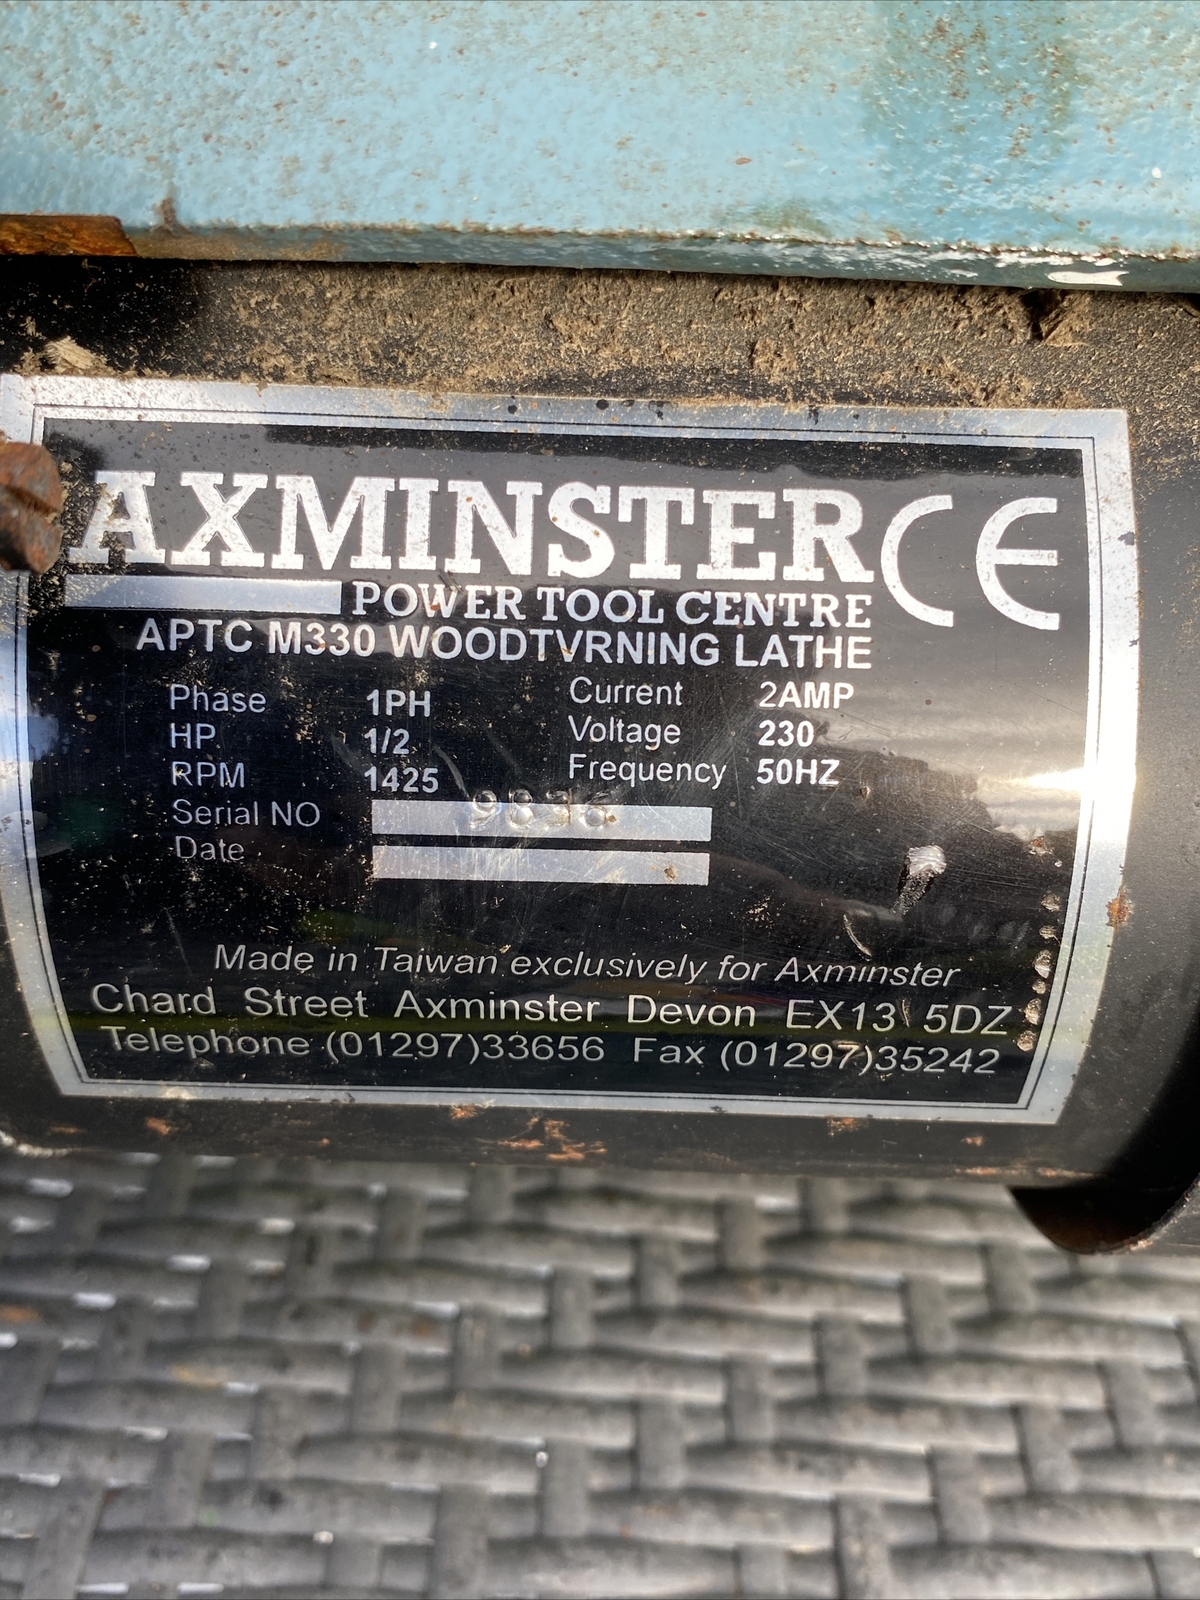 AXMINSTER CE
POWER TOOL CENTRE
APTC M330 WOODTVRNING LATHE
Phase 1PH Current 2AMP
HP 1/2 Voltage 230
RPM 1425 Frequency 50HZ
Serial NO 9836
Date
Made in Taiwan exclusively for Axminster
Chard Street Axminster Devon EX13 5DZ
Telephone (01297)33656 Fax (01297)35242